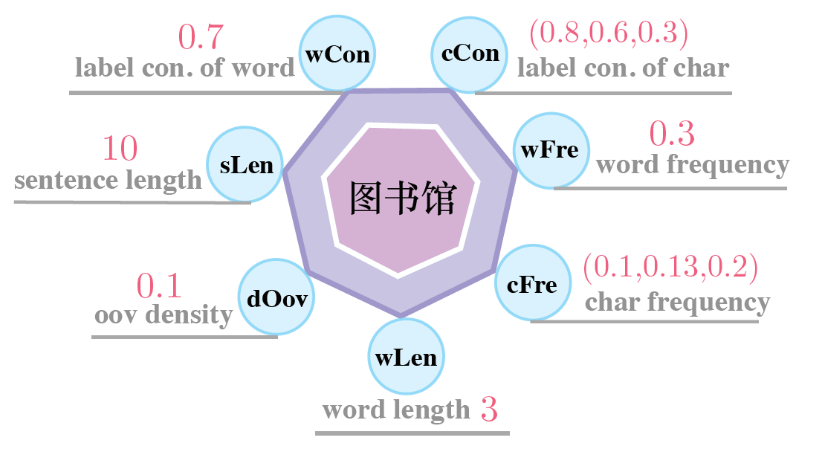 0.7
label con. of word
wCon
cCon
(0.8,0.6,0.3)
label con. of char
10
sentence length
sLen
图书馆
wFre
0.3
word frequency
0.1
oov density
dOov
cFre
(0.1,0.13,0.2)
char frequency
wLen
word length 3